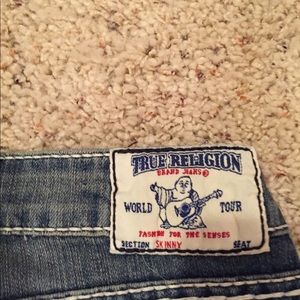 TRUE RELIGION
BRAND JEANS®
WORLD TOUR
FASHION FOR THE SENSES
SECTION SKINNY SEAT